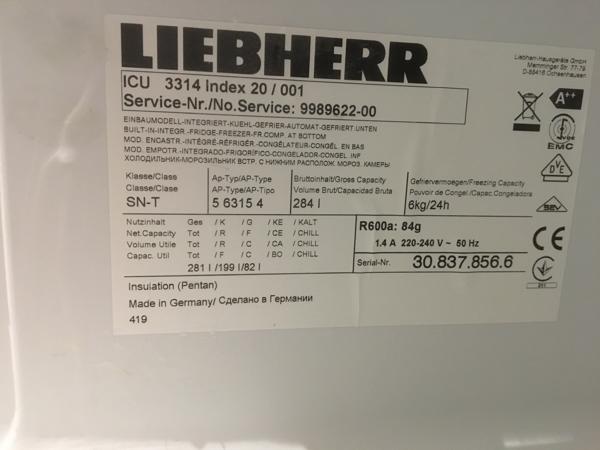 LIEBHERR
Liebherr-Hausgeräte GmbH
Memminger Str. 77-79
D-88416 Ochsenhausen
ICU 3314 Index 20 / 001
Service-Nr./No.Service: 9989622-00
A++
EINBAUMODELL-INTEGRIERT-KUEHL-GEFRIER-AUTOMAT-GEFRIERT.UNTEN
BUILT-IN-INTEGR.-FRIDGE-FREEZER-FR.COMP. AT BOTTOM
MOD. ENCASTR.-INTÉGRE-RÉFRIGÉR.-CONGÉLATEUR-CONGÉL. EN BAS
MOD. EMPOTR.-INTEGRADO-FRIGORÍFICO-CONGELADOR-CONGEL. INF
ХОЛОДИЛЬНИК-МОРОЗИЛЬНИК ВСТР. С НИЖНИМ РАСПОЛОЖ. МОРОЗ. КАМЕРЫ
EMC
VDE
Klasse/Class Ap-Typ/AP-Type Bruttoinhalt/Gross Capacity Gefriervermoegen/Freezing Capacity
Classe/Clase AP-Type/AP-Tipo Volume Brut/Capacidad Bruta Pouvoir de Congel./Cap.Congeladora
SN-T 5 6315 4 284 l 6kg/24h
SEV
Nutzinhalt Ges / K / G / KE / KALT
Net.Capacity Tot / R / F / CE / CHILL
Volume Utile Tot / R / C / CA / CHILL
Capac. Util Tot / F / C / BO / CHILL
281 l /199 l/82 l
R600a: 84g
1.4 A 220-240 V ~ 50 Hz
Serial-Nr. 30.837.856.6
CE
Insulation (Pentan)
Made in Germany/ Сделано в Германии
419